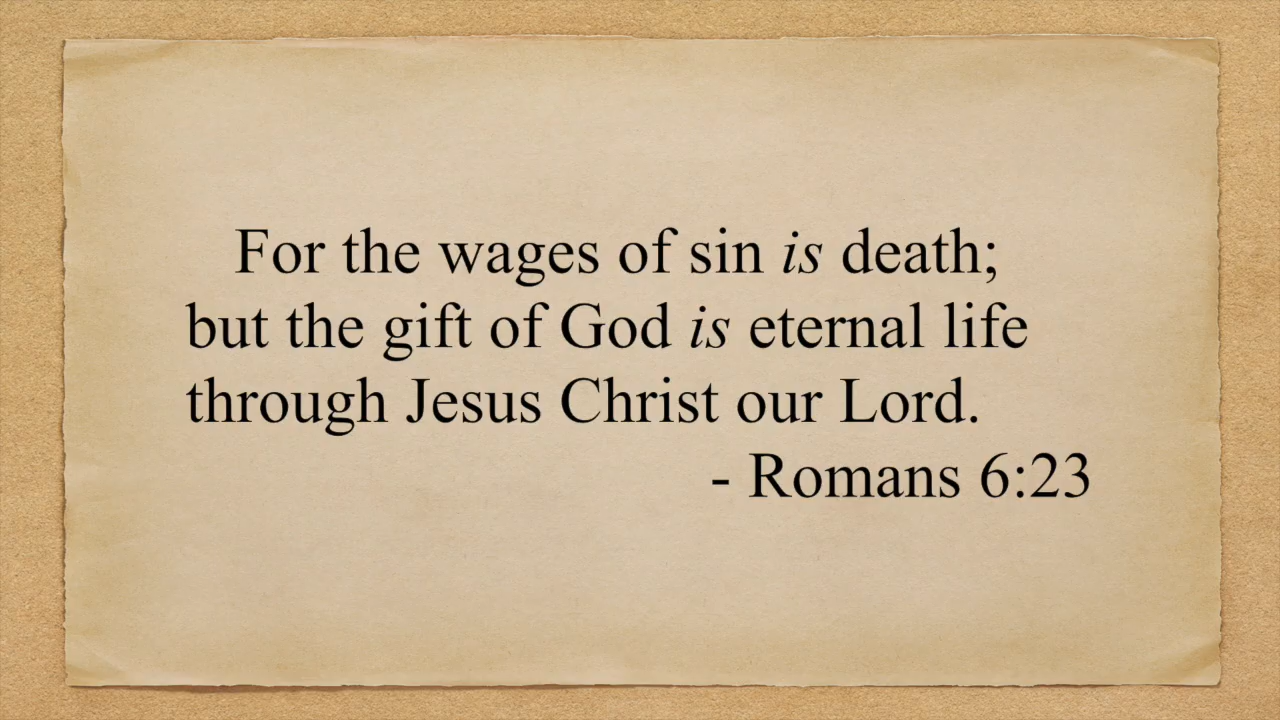 For the wages of sin is death;
but the gift of God is eternal life
through Jesus Christ our Lord.
- Romans 6:23